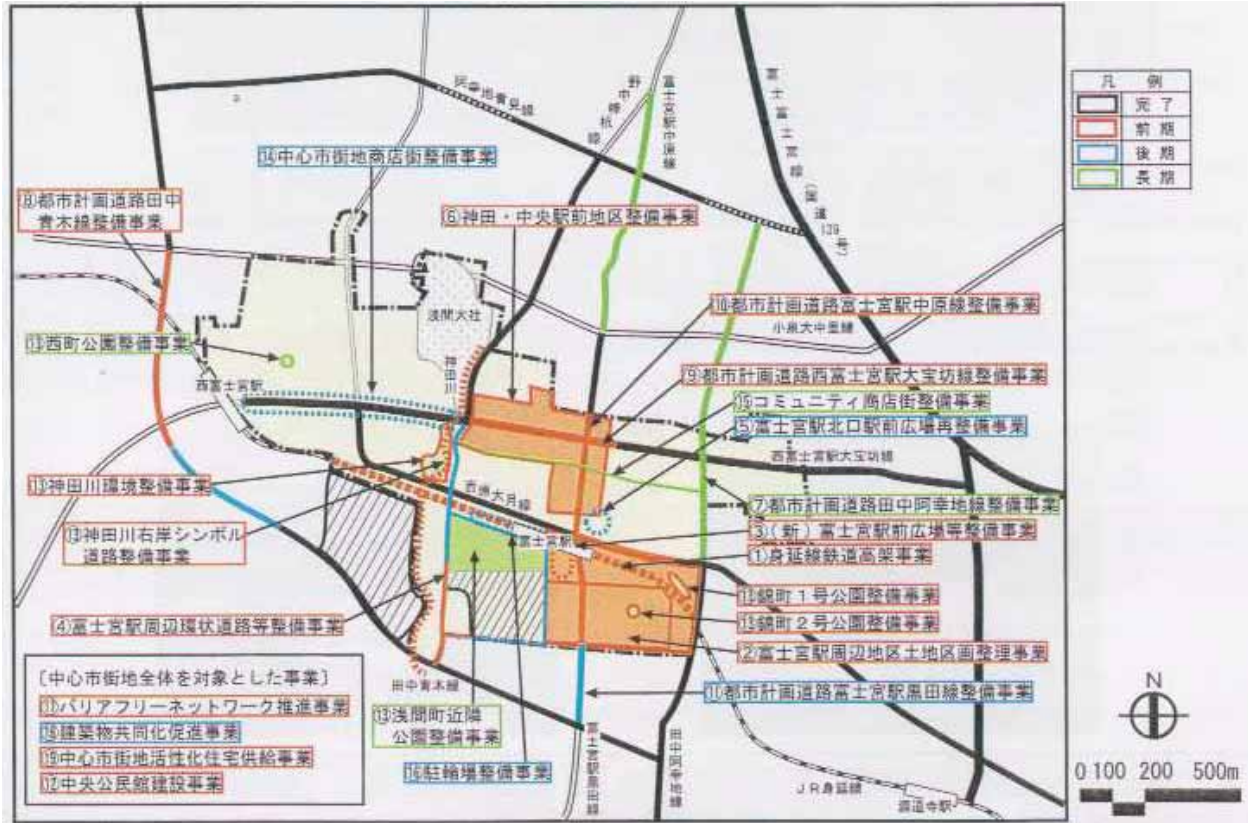 凡 例
完 了
前 期
後 期
長 期
⑭中心市街地商店街整備事業
⑧都市計画道路田中
青木線整備事業
⑥神田・中央駅前地区整備事業
富士宮駅中原線
富士富士宮線(国道139号)
⑩都市計画道路富士宮駅中原線整備事業
浅間大社
小泉大中里線
⑬西町公園整備事業
神田川
西富士宮駅
⑨都市計画道路西富士宮駅大宝坊線整備事業
⑮コミュニティ商店街整備事業
⑤富士宮駅北口駅前広場再整備事業
西富士宮駅大宝坊線
⑬神田川環境整備事業
⑦都市計画道路田中阿幸地線整備事業
⑬神田川右岸シンボル
道路整備事業
富士宮駅
③(新)富士宮駅前広場等整備事業
①身延線鉄道高架事業
⑬錦町1号公園整備事業
⑬錦町2号公園整備事業
④富士宮駅周辺環状道路等整備事業
②富士宮駅周辺地区土地区画整理事業
田中青木線
⑩都市計画道路富士宮駅黒田線整備事業
⑬浅間町近隣
公園整備事業
⑯駐輪場整備事業
富士宮駅黒田線
田中阿幸地線
JR身延線
源道寺駅
〔中心市街地全体を対象とした事業〕
⑪バリアフリーネットワーク推進事業
⑱建築物共同化促進事業
⑲中心市街地活性化住宅供給事業
⑫中央公民館建設事業
N
0 100 200 500m